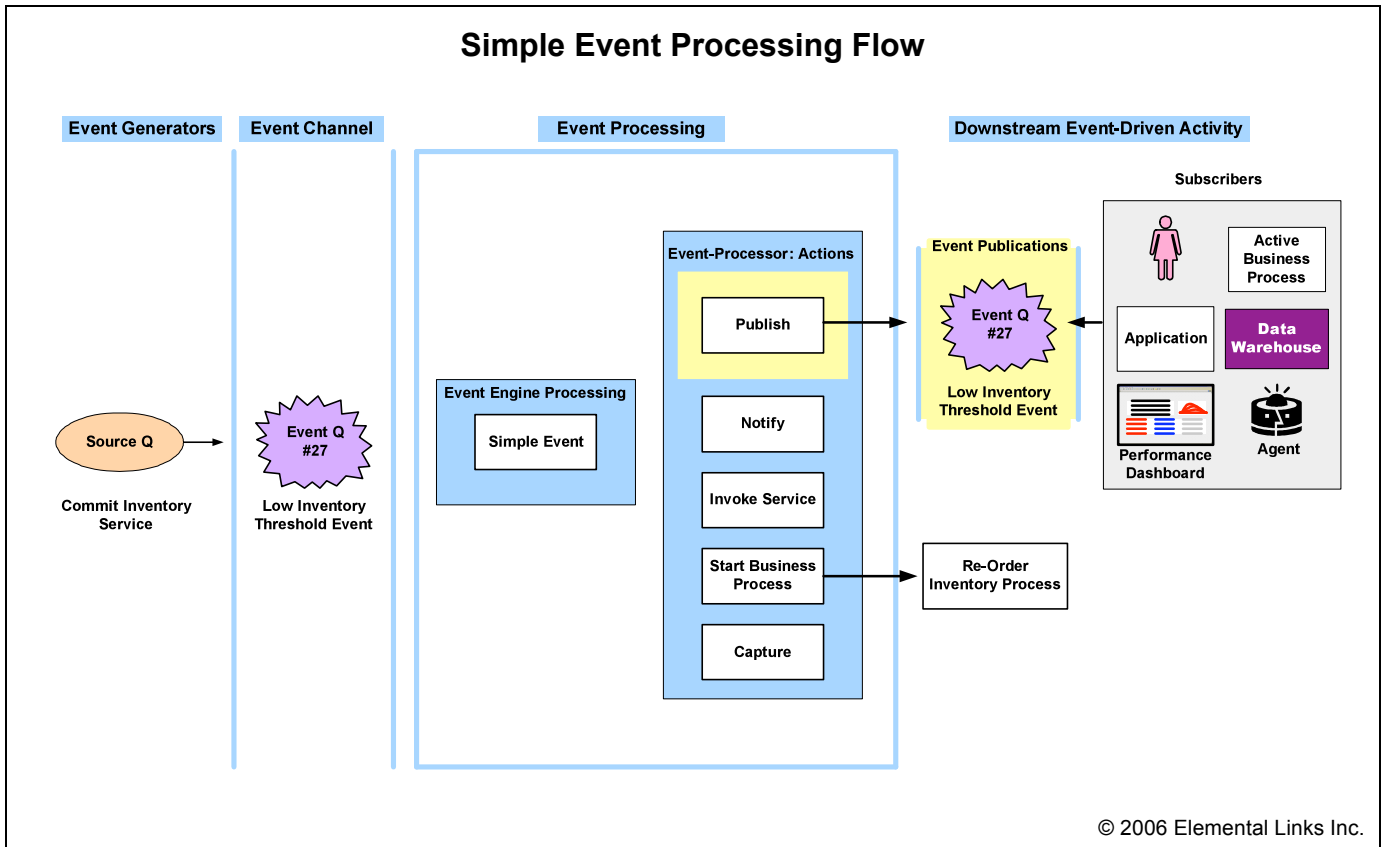 Simple Event Processing Flow
Event Generators
Event Channel
Event Processing
Downstream Event-Driven Activity
Source Q
Commit Inventory
Service
Event Q
#27
Low Inventory
Threshold Event
Event Engine Processing
Simple Event
Event-Processor: Actions
Publish
Notify
Invoke Service
Start Business
Process
Capture
Event Publications
Event Q
#27
Low Inventory
Threshold Event
Re-Order
Inventory Process
Subscribers
Active
Business
Process
Application
Data
Warehouse
Performance
Dashboard
Agent
© 2006 Elemental Links Inc.